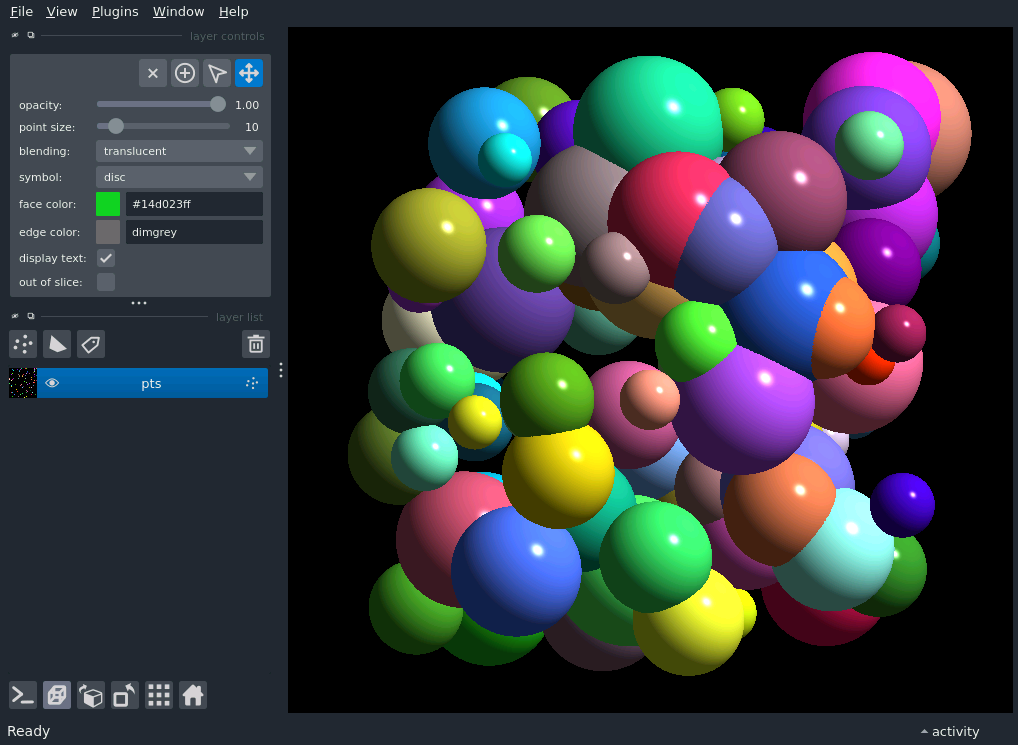 File View Plugins Window Help
layer controls
opacity: 1.00
point size: 10
blending: translucent
symbol: disc
face color: #14d023ff
edge color: dimgrey
display text:
out of slice:
layer list
pts
Ready activity